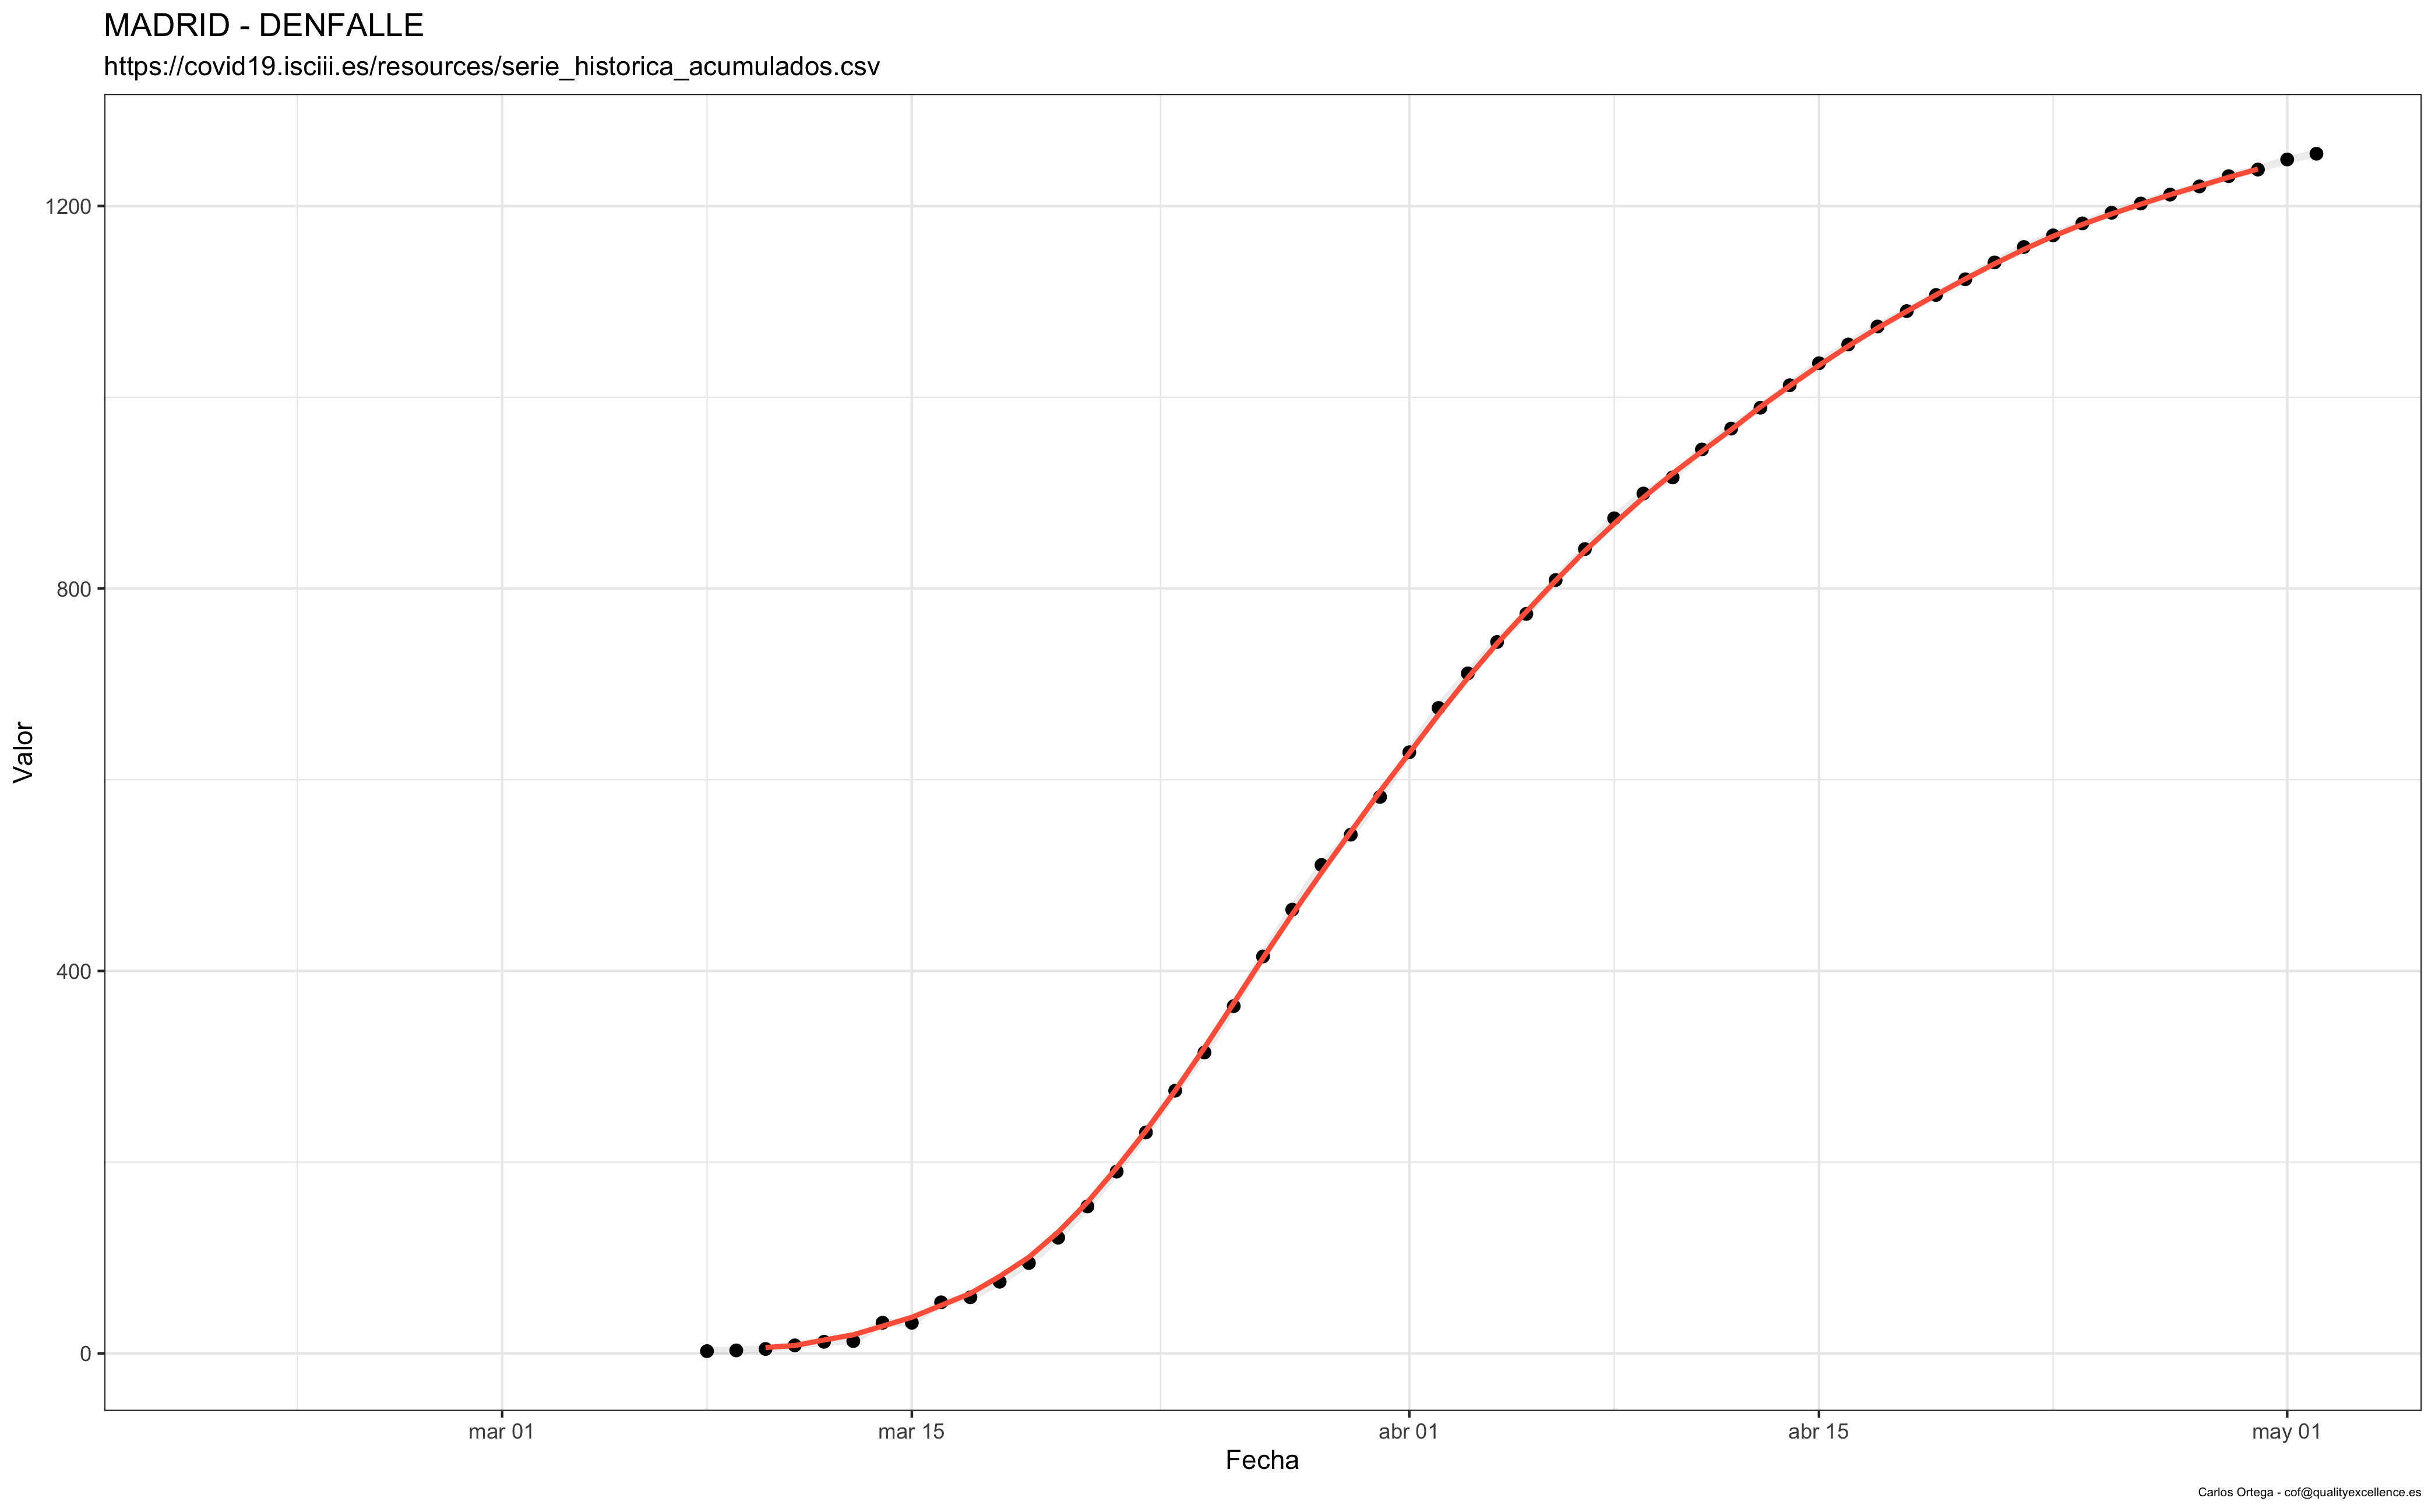 MADRID - DENFALLE
https://covid19.isciii.es/resources/serie_historica_acumulados.csv
1200
800
400
0
Valor
mar 01
mar 15
abr 01
abr 15
may 01
Fecha
Carlos Ortega - cof@qualityexcellence.es